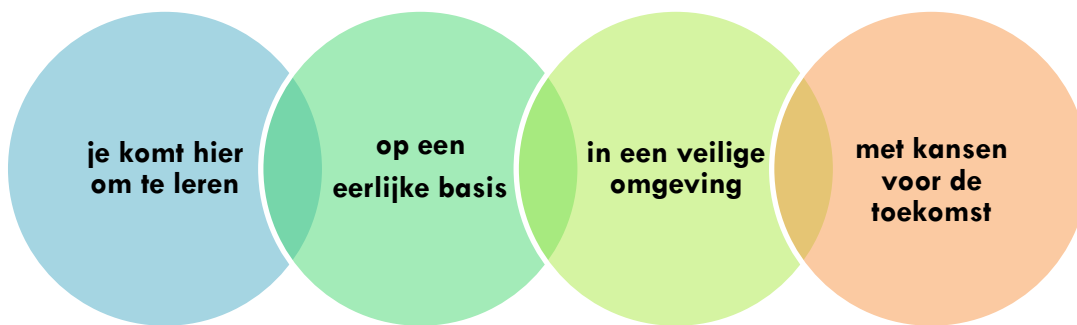 je komt hier
om te leren
op een
eerlijke basis
in een veilige
omgeving
met kansen
voor de
toekomst